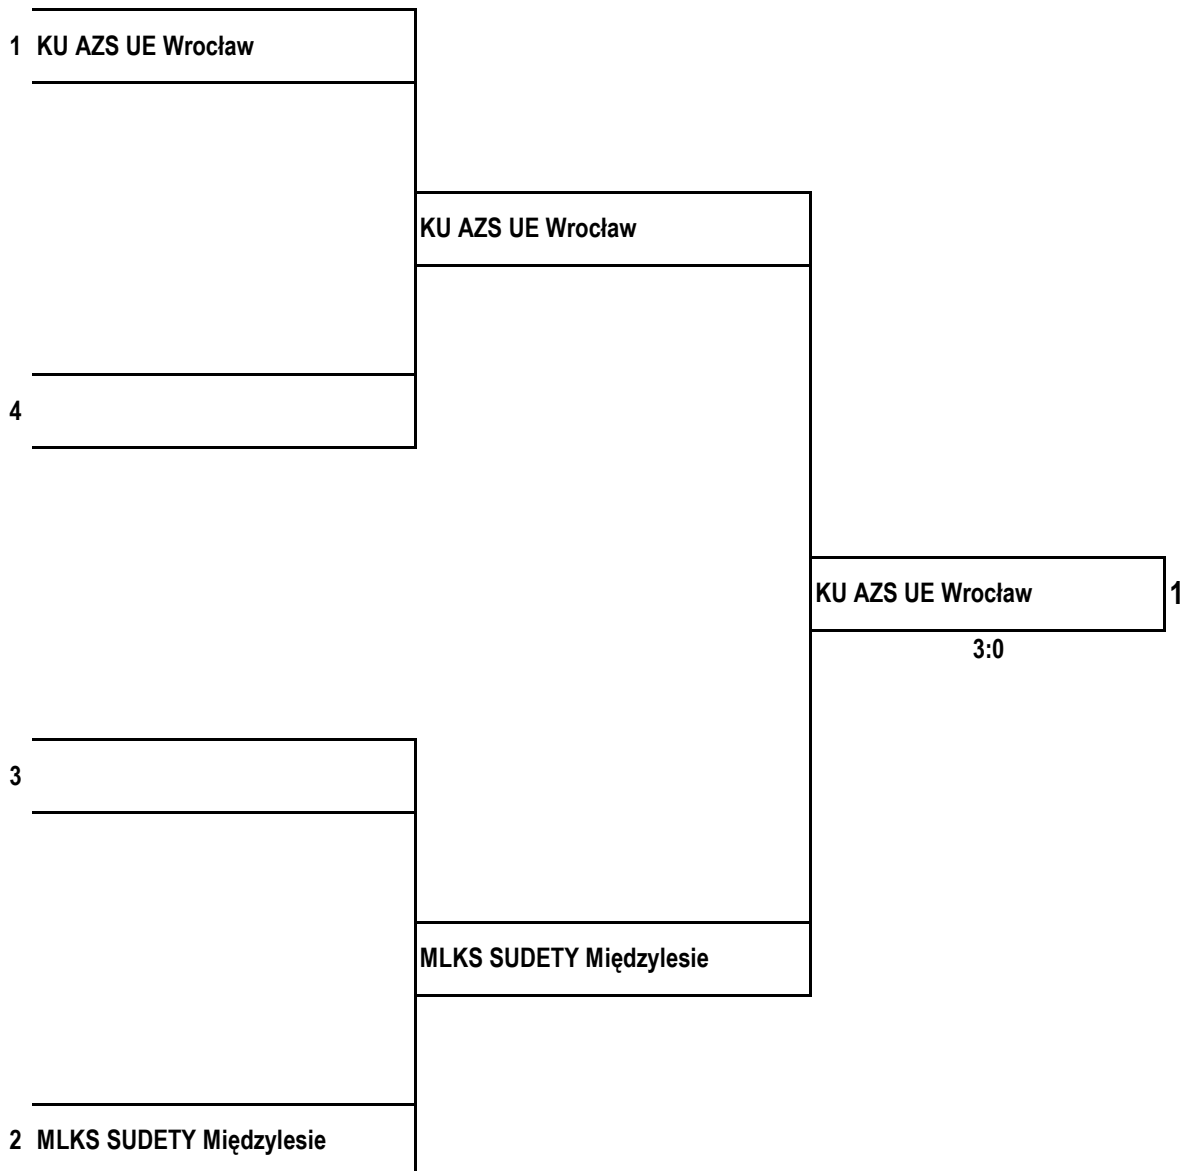 1 KU AZS UE Wrocław
KU AZS UE Wrocław
4
KU AZS UE Wrocław 1
3:0
3
MLKS SUDETY Międzylesie
2 MLKS SUDETY Międzylesie